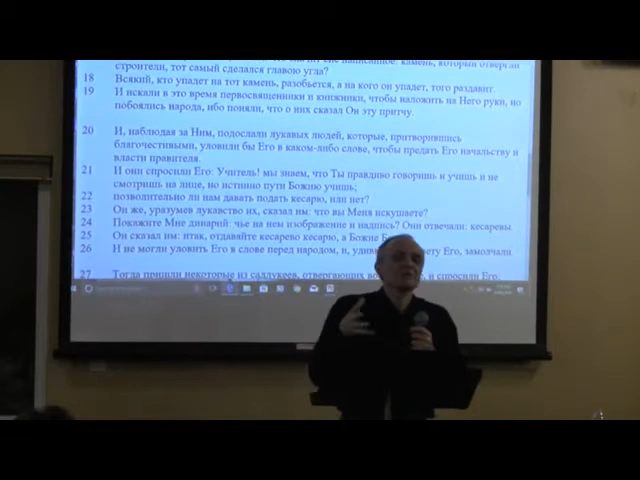 написанное: камень, который отвергли
строители, тот самый сделался главою угла?
18 Всякий, кто упадет на тот камень, разобьется, а на кого он упадет, того раздавит.
19 И искали в это время первосвященники и книжники, чтобы наложить на Него руки, но
побоялись народа, ибо поняли, что о них сказал Он эту притчу.
20 И, наблюдая за Ним, подослали лукавых людей, которые, притворившись
благочестивыми, уловили бы Его в каком-либо слове, чтобы предать Его начальству и
власти правителя.
21 И они спросили Его: Учитель! мы знаем, что Ты правдиво говоришь и учишь и не
смотришь на лице, но истинно пути Божию учишь;
22 позволительно ли нам давать подать кесарю, или нет?
23 Он же, уразумев лукавство их, сказал им: что вы Меня искушаете?
24 Покажите Мне динарий: чье на нем изображение и надпись? Они отвечали: кесаревы.
25 Он сказал им: итак, отдавайте кесарево кесарю, а Божие
26 И не могли уловить Его в слове перед народом, и, Его, замолчали.
27 Тогда пришли некоторые из саддукеев, отвергающих и спросили Его: